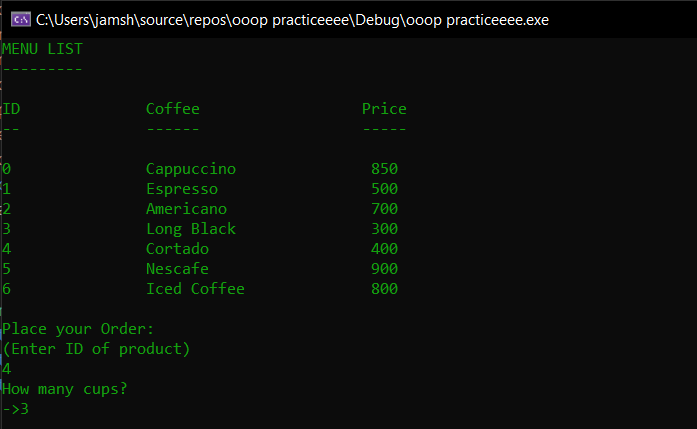 C:\Users\jamsh\source\repos\ooop practiceeee\Debug\ooop practiceeee.exe
MENU LIST
---------
ID Coffee Price
-- ------ -----
0 Cappuccino 850
1 Espresso 500
2 Americano 700
3 Long Black 300
4 Cortado 400
5 Nescafe 900
6 Iced Coffee 800
Place your Order:
(Enter ID of product)
4
How many cups?
->3